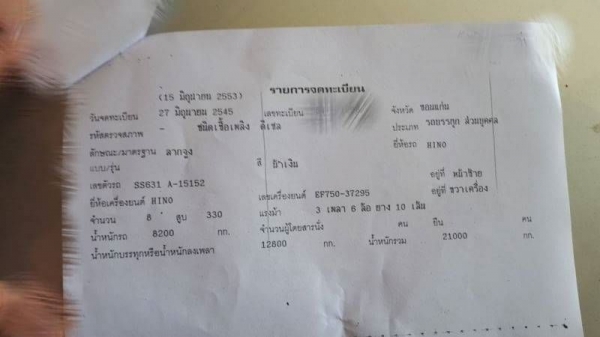 รายการจดทะเบียน
(15 มิถุนายน 2553)
วันจดทะเบียน 27 มิถุนายน 2545 เลขทะเบียน จังหวัด ขอนแก่น
รหัสตรวจสภาพ - ชนิดเชื้อเพลิง ดีเซล ประเภท รถบรรทุก ส่วนบุคคล
ลักษณะ/มาตรฐาน ลากจูง ยี่ห้อรถ HINO
แบบ/รุ่น สี น้ำเงิน
เลขตัวรถ SS631 A-15152 อยู่ที่ หน้าซ้าย
ยี่ห้อเครื่องยนต์ HINO เลขเครื่องยนต์ EF750-37295 อยู่ที่ ขวาเครื่อง
จำนวน 8 สูบ 330 แรงม้า 3 เพลา 6 ล้อ ยาง 10 เส้น
น้ำหนักรถ 8200 กก. จำนวนผู้โดยสารนั่ง คน ยืน คน
น้ำหนักบรรทุกหรือน้ำหนักลงเพลา 12800 กก. น้ำหนักรวม 21000 กก.